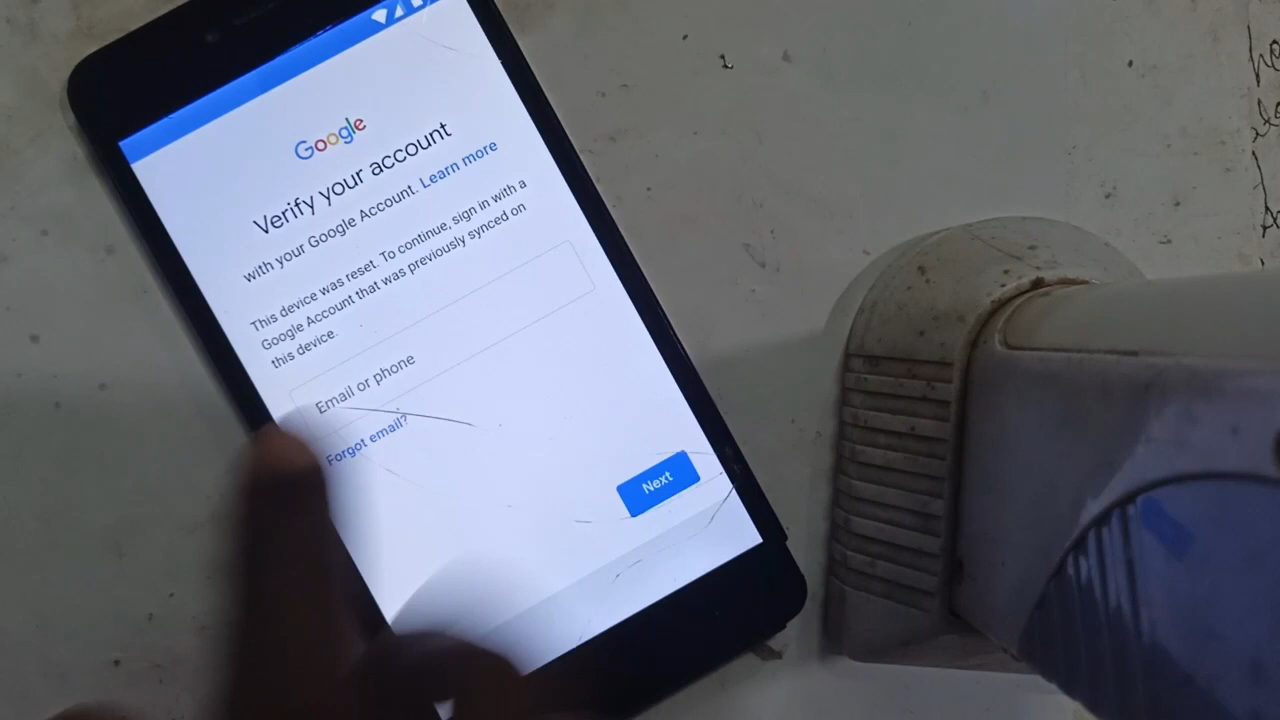 Google
Verify your account
with your Google Account. Learn more
This device was reset. To continue, sign in with a
Google Account that was previously synced on
this device.
Email or phone
Forgot email?
Next